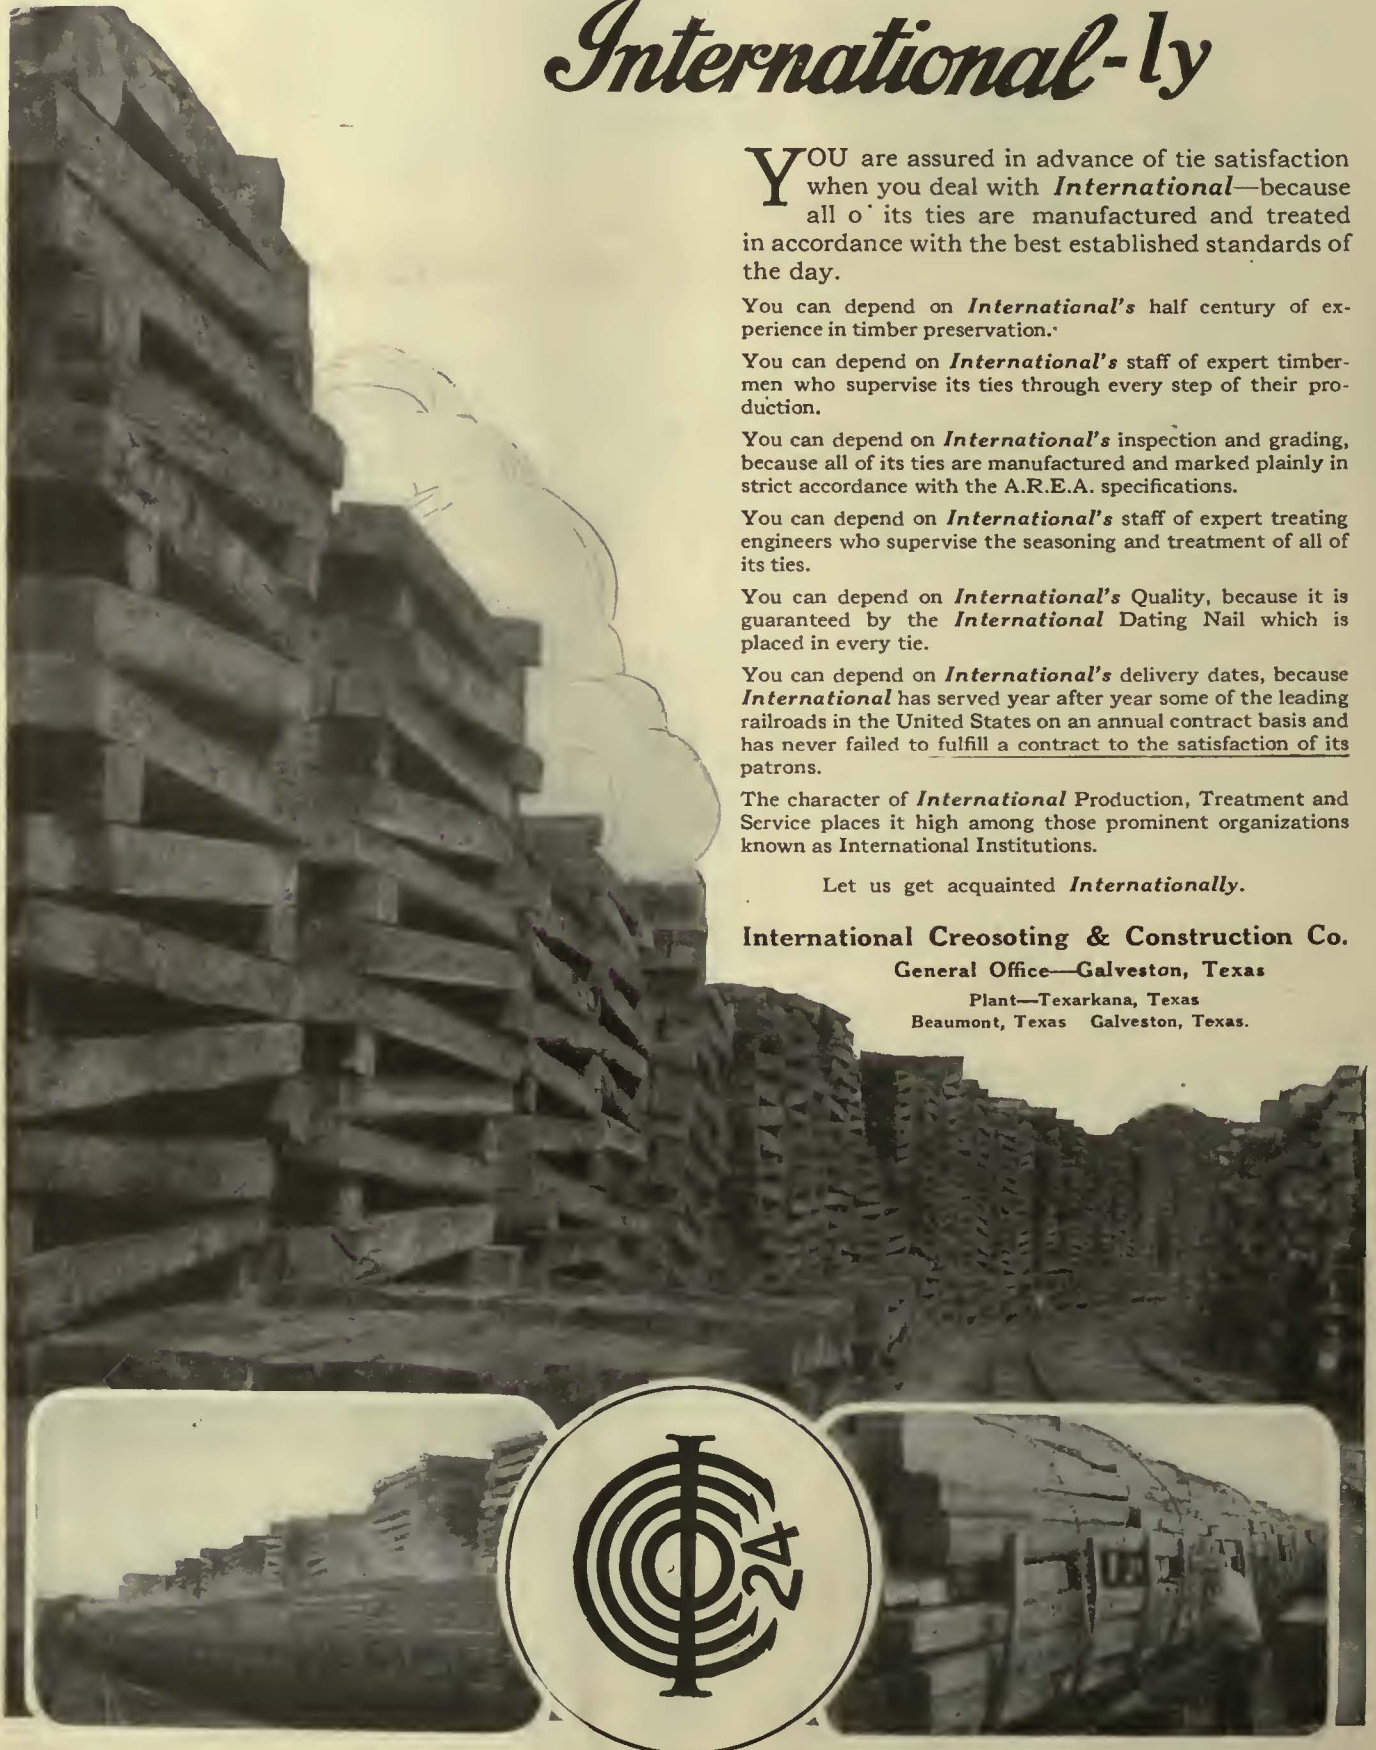 International-ly
YOU are assured in advance of tie satisfaction
when you deal with International—because
all o' its ties are manufactured and treated
in accordance with the best established standards of
the day.
You can depend on International's half century of ex-
perience in timber preservation.
You can depend on International's staff of expert timber-
men who supervise its ties through every step of their pro-
duction.
You can depend on International's inspection and grading,
because all of its ties are manufactured and marked plainly in
strict accordance with the A.R.E.A. specifications.
You can depend on International's staff of expert treating
engineers who supervise the seasoning and treatment of all of
its ties.
You can depend on International's Quality, because it is
guaranteed by the International Dating Nail which is
placed in every tie.
You can depend on International's delivery dates, because
International has served year after year some of the leading
railroads in the United States on an annual contract basis and
has never failed to fulfill a contract to the satisfaction of its
patrons.
The character of International Production, Treatment and
Service places it high among those prominent organizations
known as International Institutions.
Let us get acquainted Internationally.
International Creosoting & Construction Co.
General Office—Galveston, Texas
Plant—Texarkana, Texas
Beaumont, Texas Galveston, Texas.
24